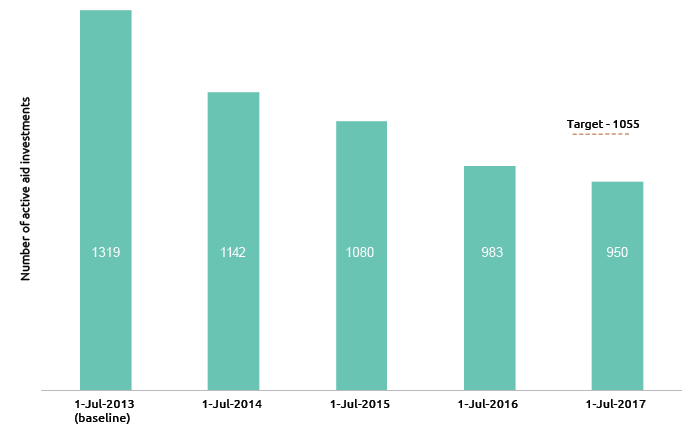 Number of active aid investments
Target - 1055
1319
1142
1080
983
950
1-Jul-2013
(baseline)
1-Jul-2014
1-Jul-2015
1-Jul-2016
1-Jul-2017